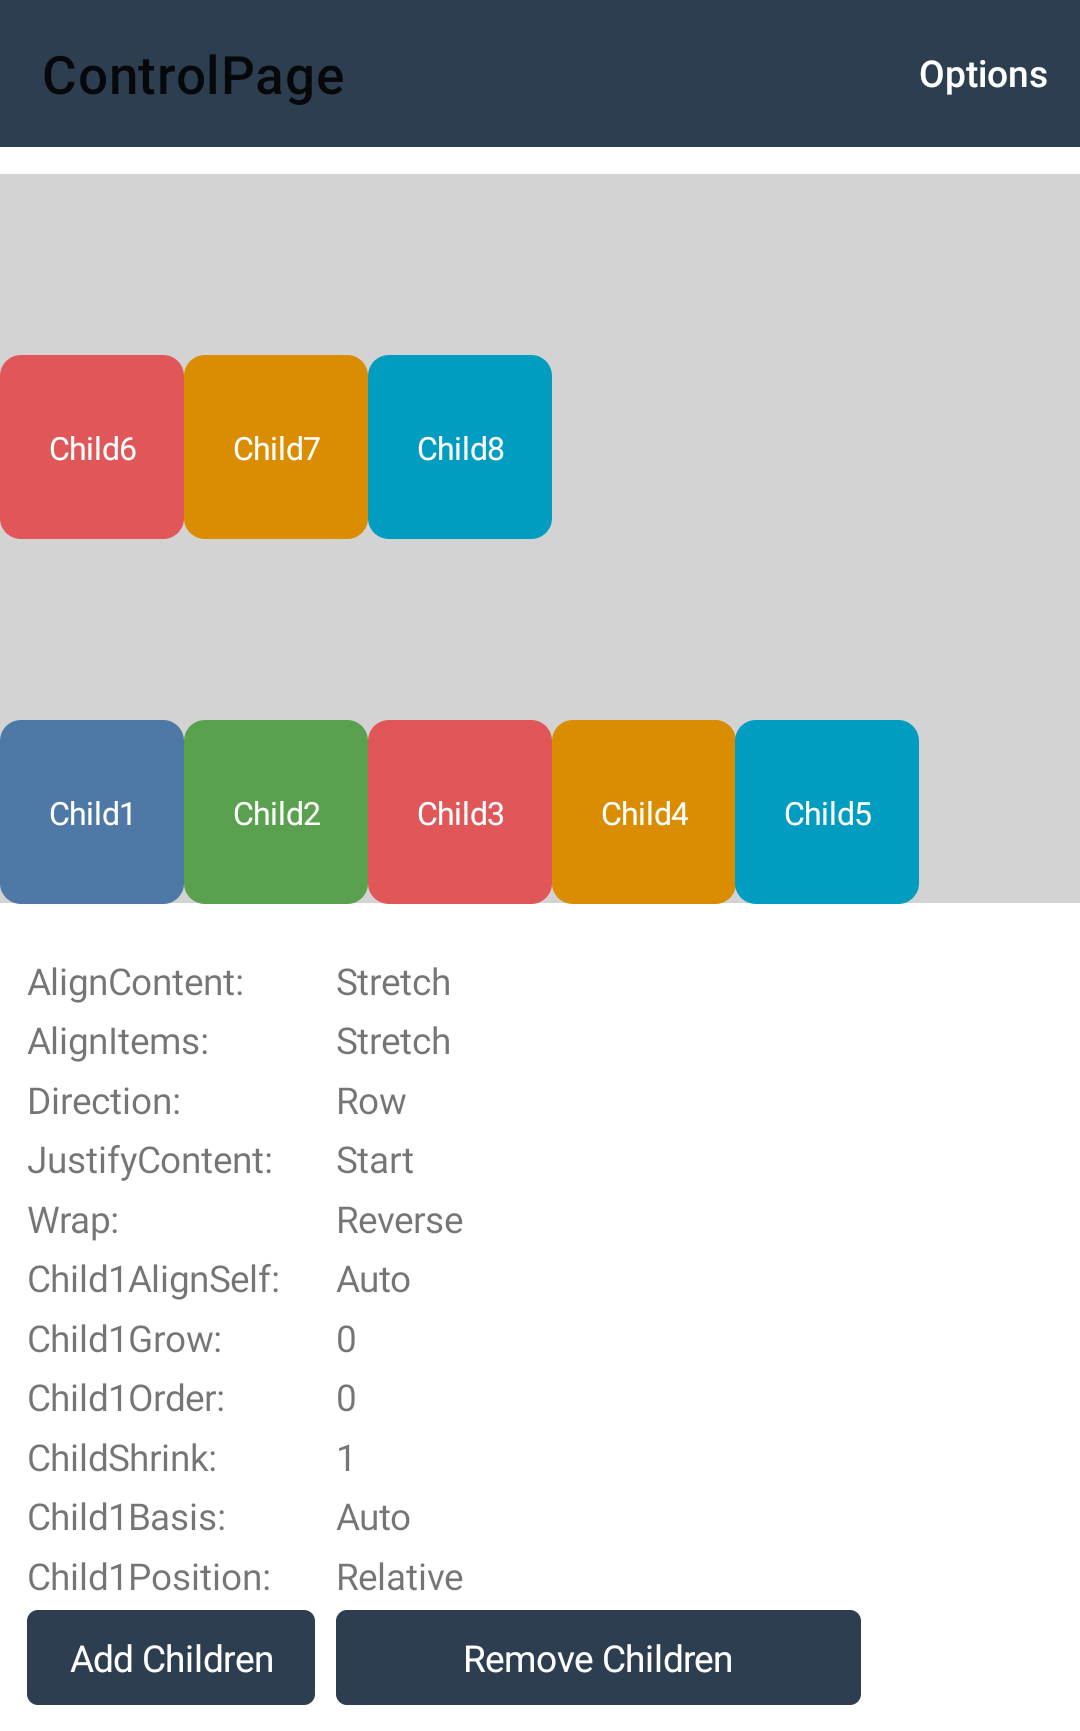 ControlPage Options
Child6 Child7 Child8
Child1 Child2 Child3 Child4 Child5
AlignContent: Stretch
AlignItems: Stretch
Direction: Row
JustifyContent: Start
Wrap: Reverse
Child1AlignSelf: Auto
Child1Grow: 0
Child1Order: 0
ChildShrink: 1
Child1Basis: Auto
Child1Position: Relative
Add Children Remove Children